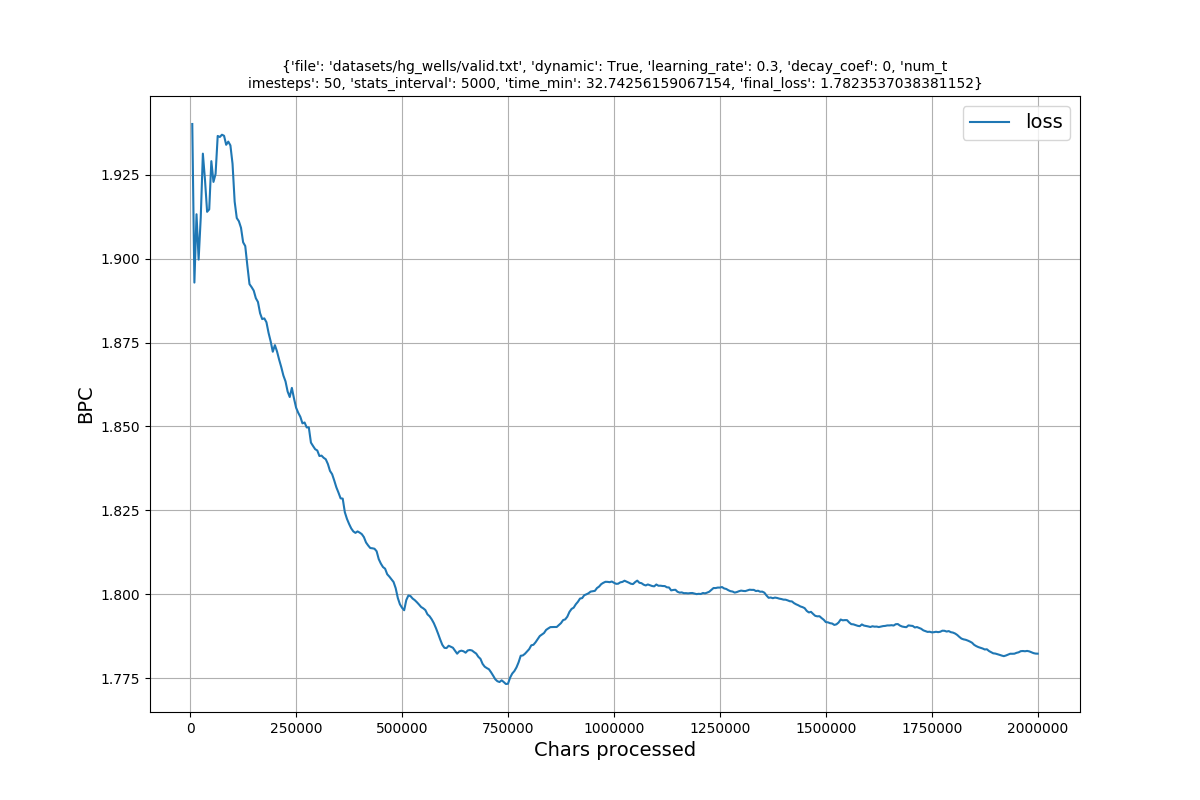 {'file': 'datasets/hg_wells/valid.txt', 'dynamic': True, 'learning_rate': 0.3, 'decay_coef': 0, 'num_t
imesteps': 50, 'stats_interval': 5000, 'time_min': 32.74256159067154, 'final_loss': 1.7823537038381152}
loss
1.925
1.900
1.875
1.850
1.825
1.800
1.775
BPC
0 250000 500000 750000 1000000 1250000 1500000 1750000 2000000
Chars processed